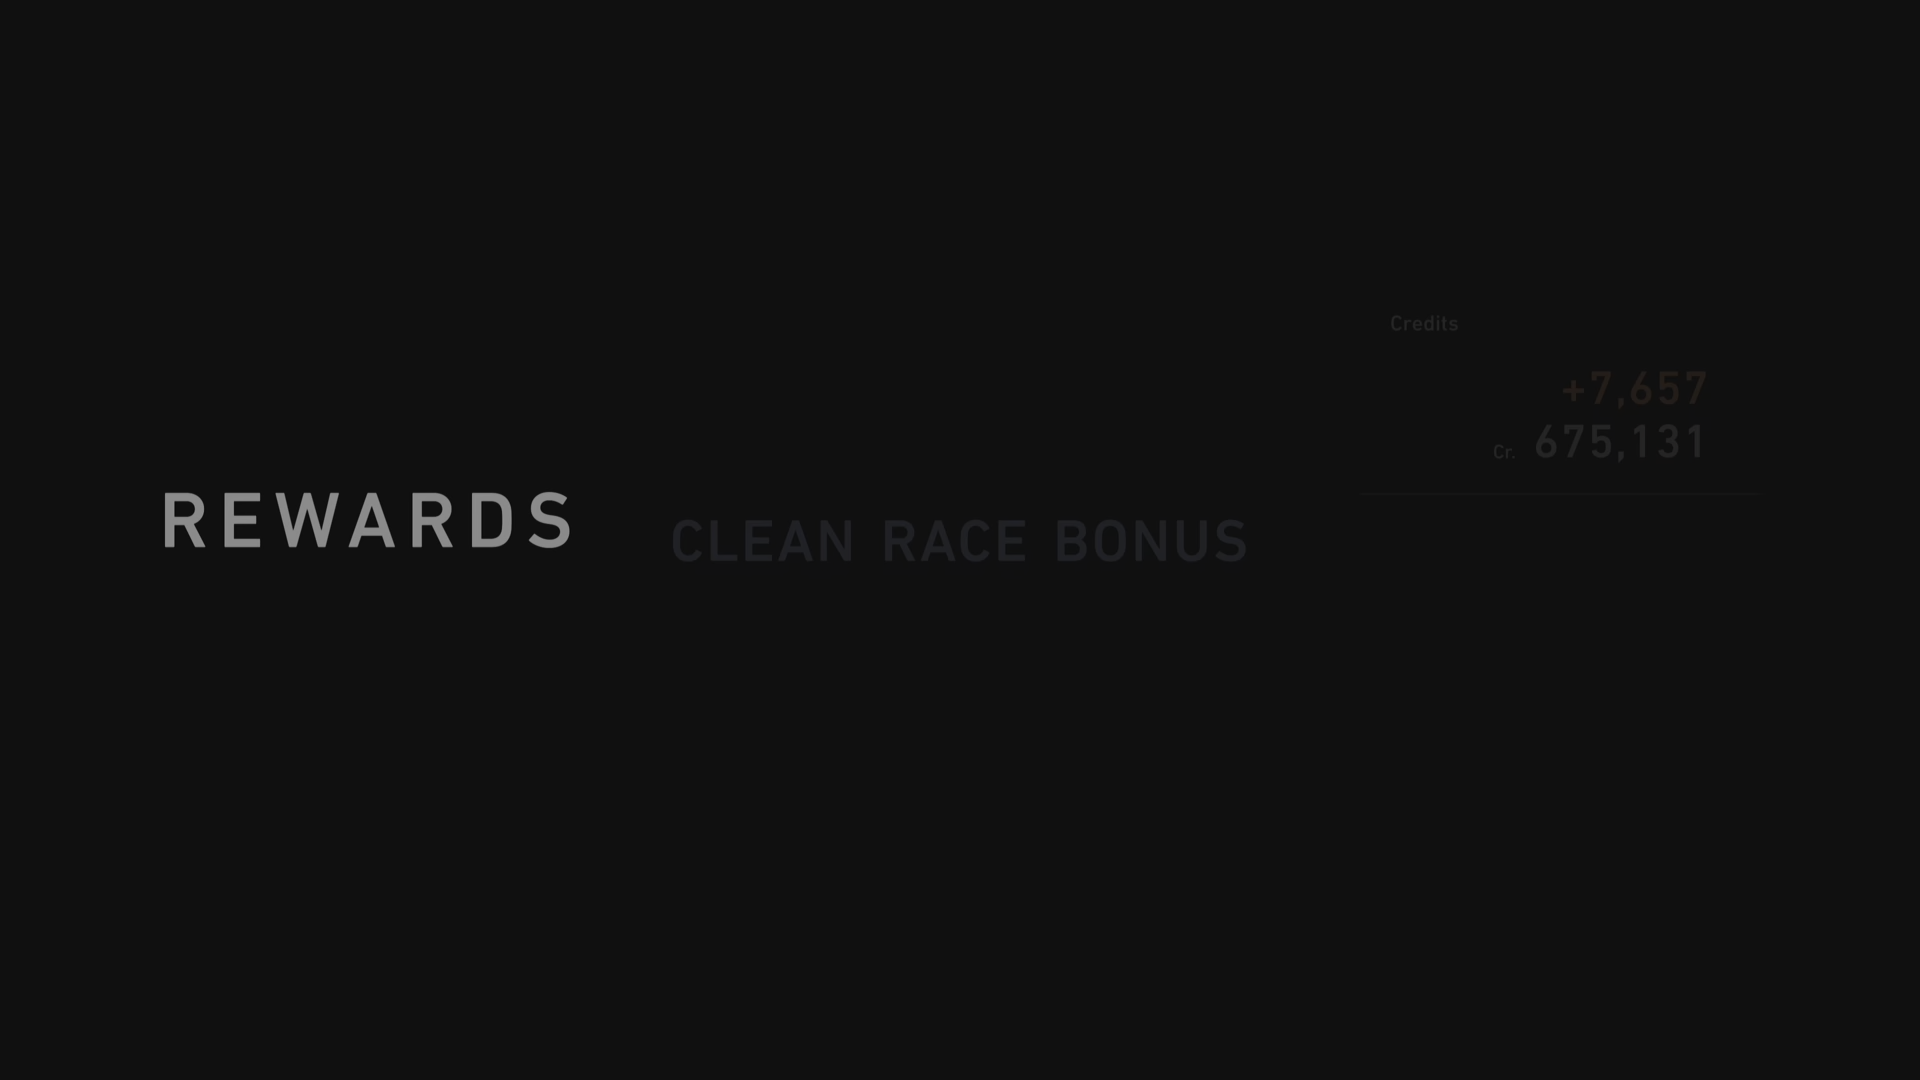 REWARDS
CLEAN RACE BONUS
Credits
+7,657
Cr. 675,131